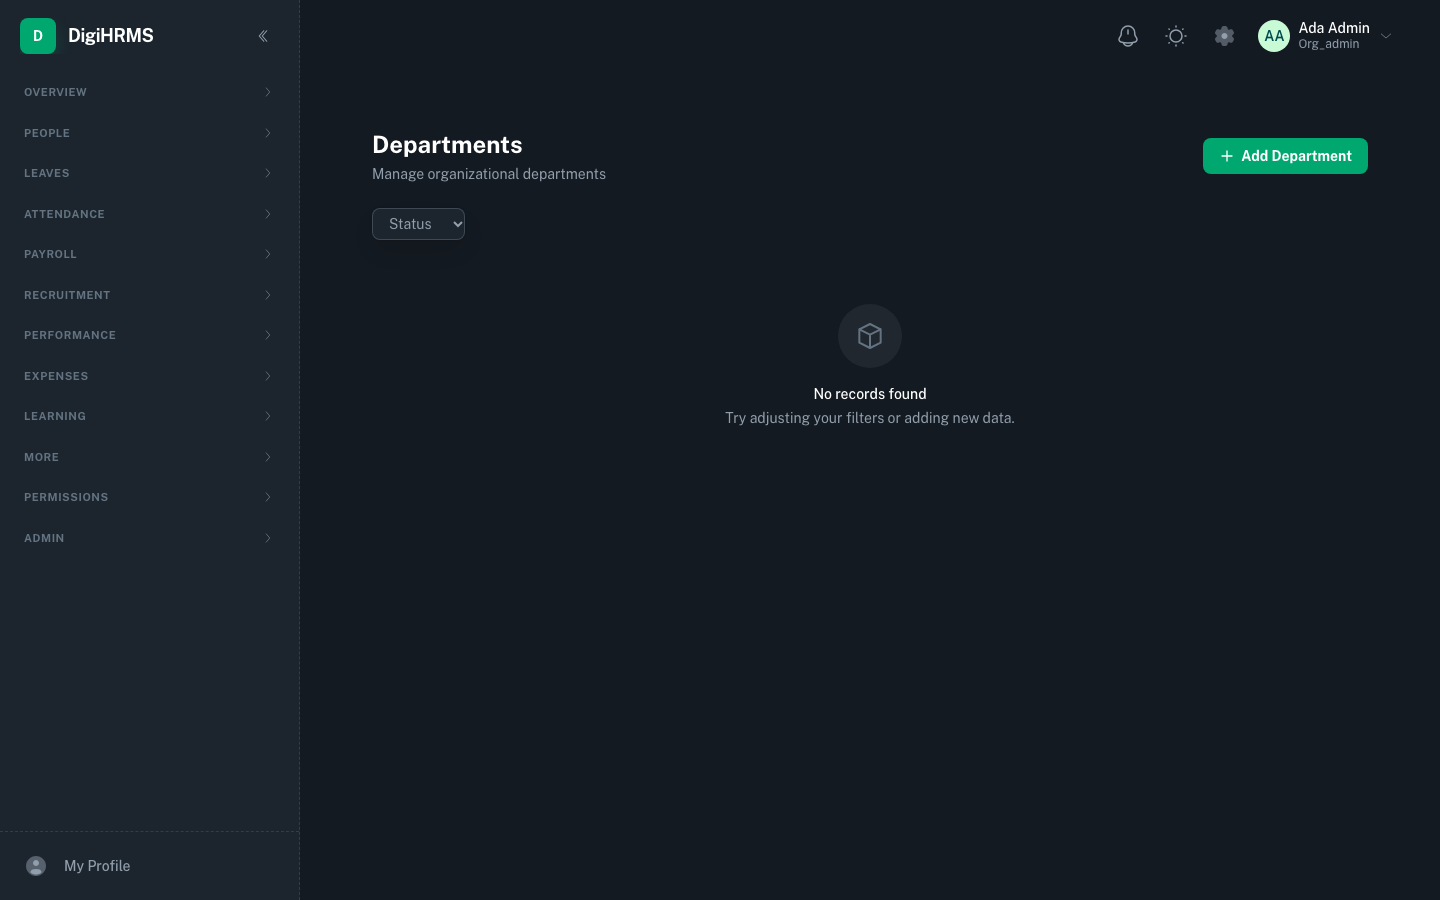 D
DigiHRMS
OVERVIEW
PEOPLE
LEAVES
ATTENDANCE
PAYROLL
RECRUITMENT
PERFORMANCE
EXPENSES
LEARNING
MORE
PERMISSIONS
ADMIN
My Profile
AA
Ada Admin
Org_admin
Departments
Manage organizational departments
Add Department
Status
No records found
Try adjusting your filters or adding new data.